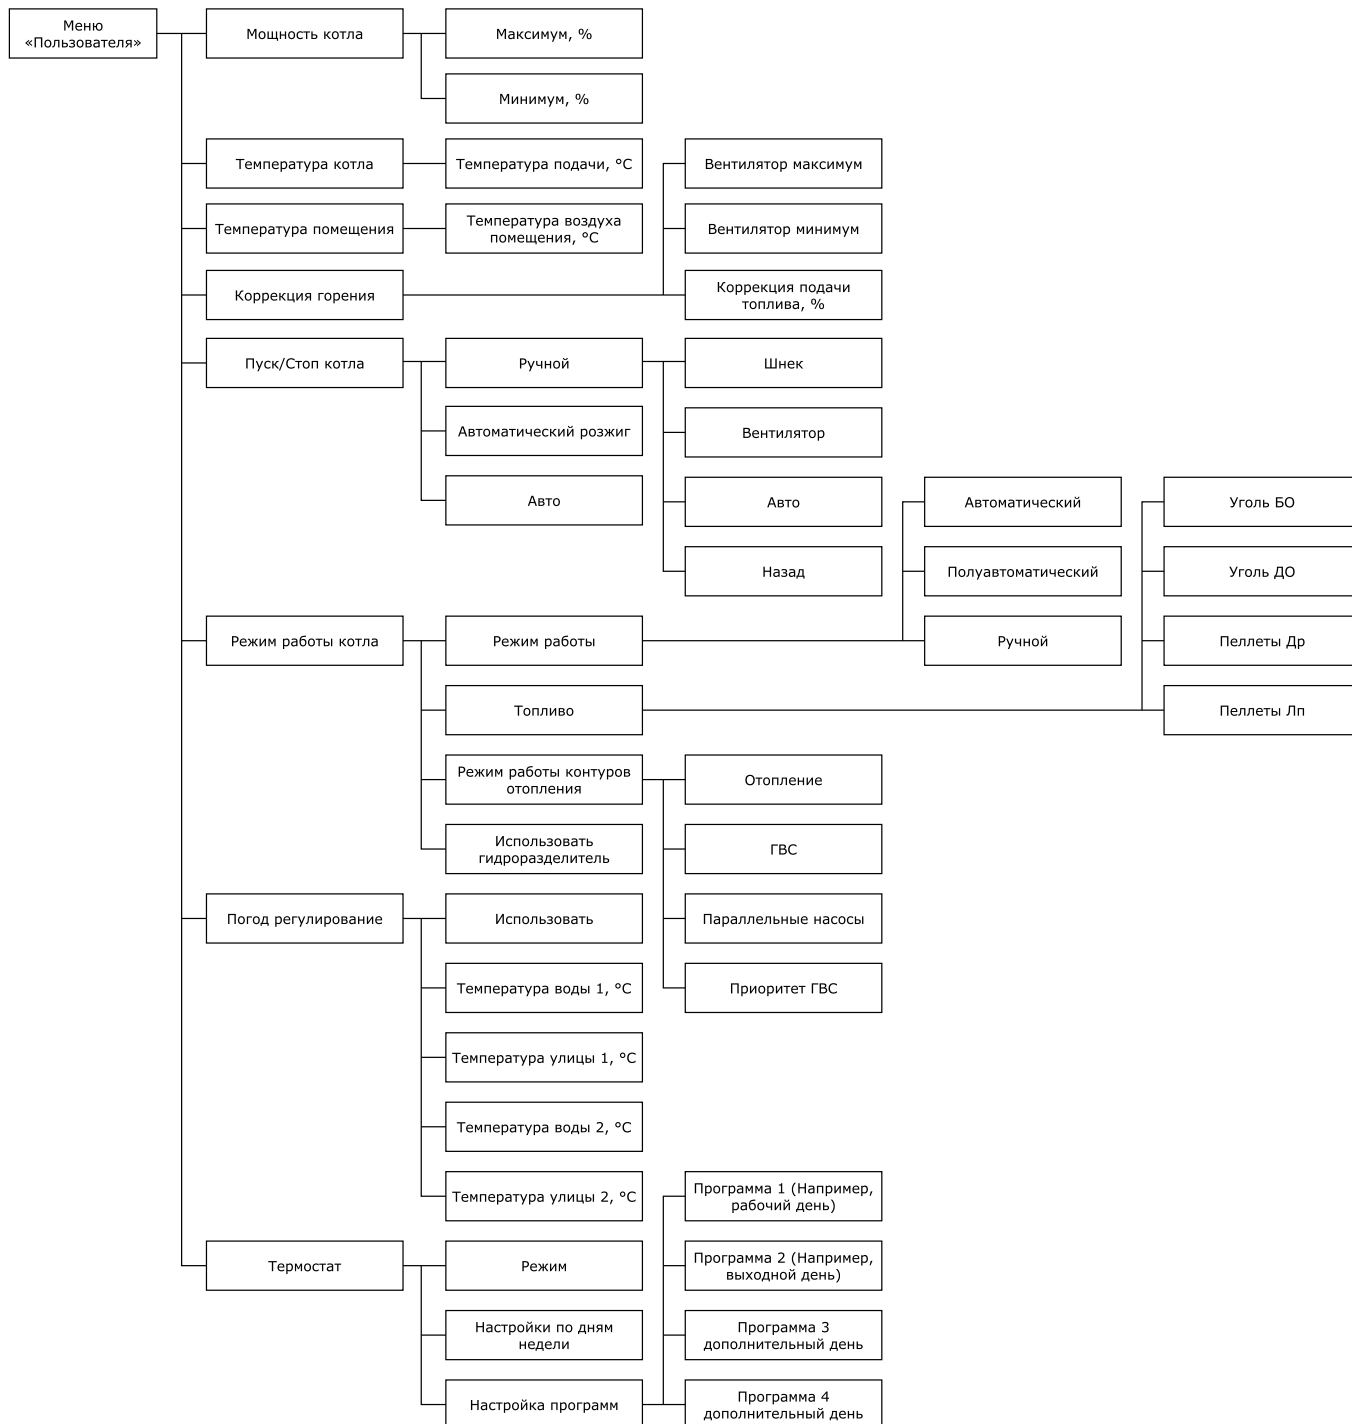 Меню
«Пользователя»
Мощность котла
Максимум, %
Минимум, %
Температура котла
Температура подачи, °C
Температура помещения
Температура воздуха
помещения, °C
Коррекция горения
Вентилятор максимум
Вентилятор минимум
Коррекция подачи
топлива, %
Пуск/Стоп котла
Ручной
Шнек
Вентилятор
Авто
Назад
Автоматический розжиг
Авто
Режим работы котла
Режим работы
Автоматический
Полуавтоматический
Ручной
Топливо
Уголь БО
Уголь ДО
Пеллеты Др
Пеллеты Лп
Режим работы контуров
отопления
Отопление
ГВС
Параллельные насосы
Приоритет ГВС
Использовать
гидроразделитель
Погод регулирование
Использовать
Температура воды 1, °C
Температура улицы 1, °C
Температура воды 2, °C
Температура улицы 2, °C
Термостат
Режим
Настройки по дням
недели
Настройка программ
Программа 1 (Например,
рабочий день)
Программа 2 (Например,
выходной день)
Программа 3
дополнительный день
Программа 4
дополнительный день